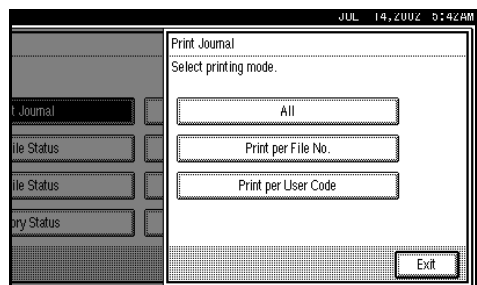 JUL 14,2002 5:42AM
Print Journal
Select printing mode.
t Journal
All
ile Status
Print per File No.
ile Status
Print per User Code
ory Status
Exit